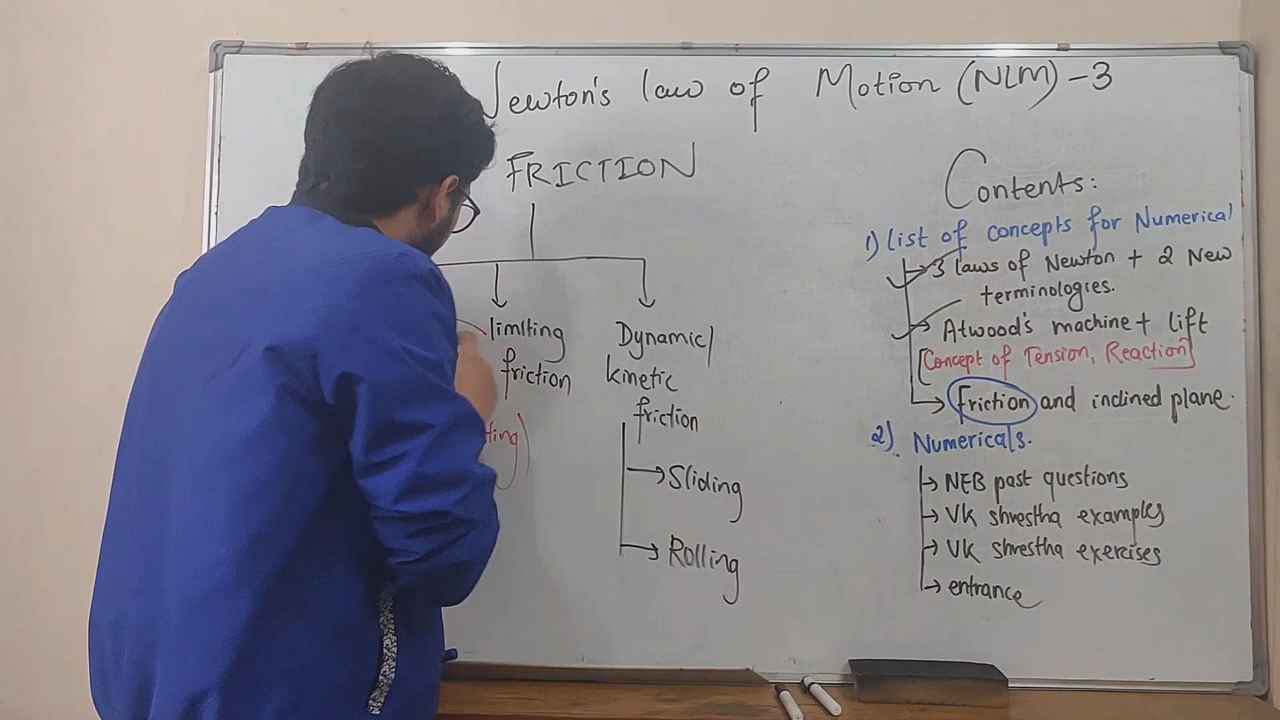 Newton's law of Motion (NLM)-3
FRICTION
limiting
friction
Dynamic/
kinetic
friction
→Sliding
→Rolling
Contents:
1) list of concepts for Numerical
→ 3 laws of Newton + 2 New
terminologies.
→ Atwood's machine + lift
[Concept of Tension, Reaction]
→ friction and inclined plane.
2). Numericals.
→ NEB past questions
→ VK shrestha examples
→ VK shrestha exercises
→ entrance